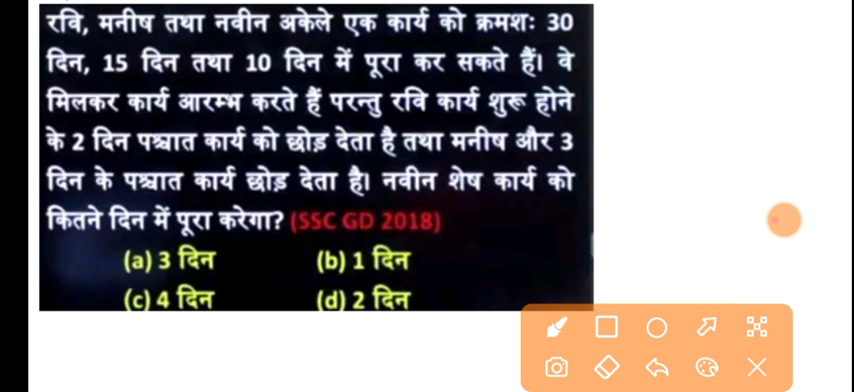 रवि, मनीष तथा नवीन अकेले एक कार्य को क्रमशः 30
दिन, 15 दिन तथा 10 दिन में पूरा कर सकते हैं। वे
मिलकर कार्य आरम्भ करते हैं परन्तु रवि कार्य शुरू होने
के 2 दिन पश्चात कार्य को छोड़ देता है तथा मनीष और 3
दिन के पश्चात कार्य छोड़ देता है। नवीन शेष कार्य को
कितने दिन में पूरा करेगा? (SSC GD 2018)
(a) 3 दिन (b) 1 दिन
(c) 4 दिन (d) 2 दिन